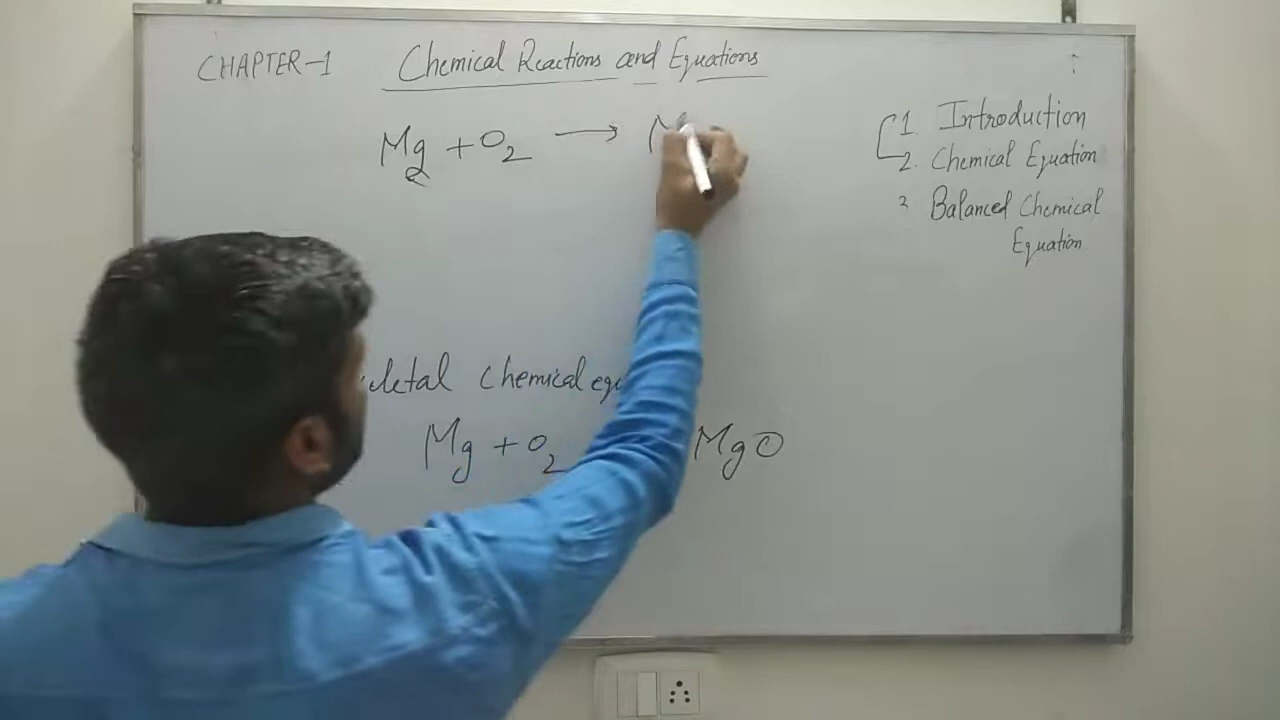 CHAPTER-1 Chemical Reactions and Equations
Mg + O2 → M
1. Introduction
2. Chemical Equation
Balanced Chemical
Equation
chemical
Mg + O2 MgO